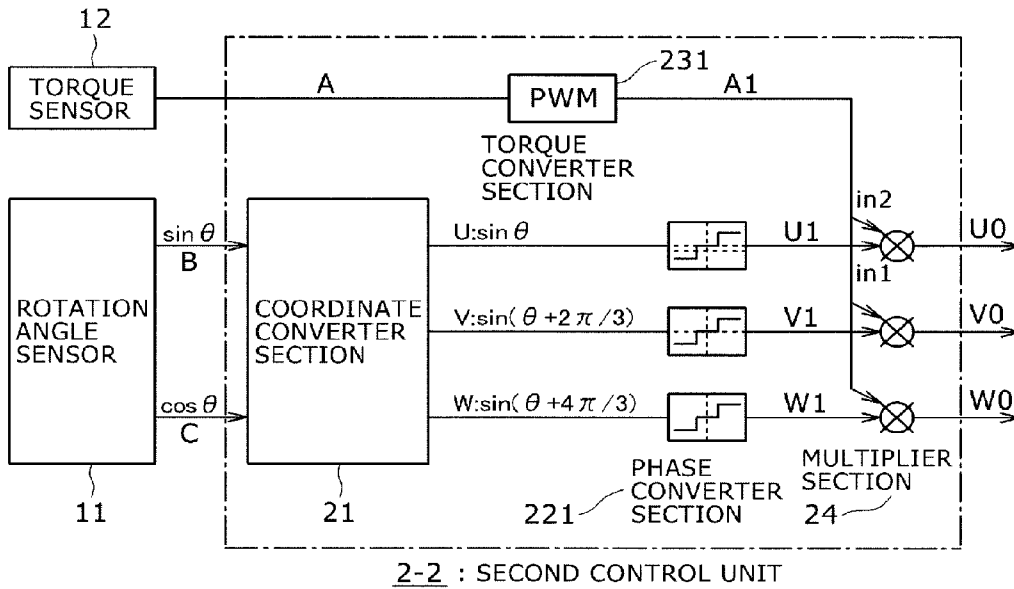 12
TORQUE
SENSOR
A
PWM
231
A1
TORQUE
CONVERTER
SECTION
ROTATION
ANGLE
SENSOR
sin θ
B
cos θ
C
11
COORDINATE
CONVERTER
SECTION
21
U:sin θ
V:sin( θ +2 π /3)
W:sin( θ +4 π /3)
U1
V1
W1
in2
in1
U0
V0
W0
PHASE
CONVERTER
SECTION
221
MULTIPLIER
SECTION
24
2-2 : SECOND CONTROL UNIT